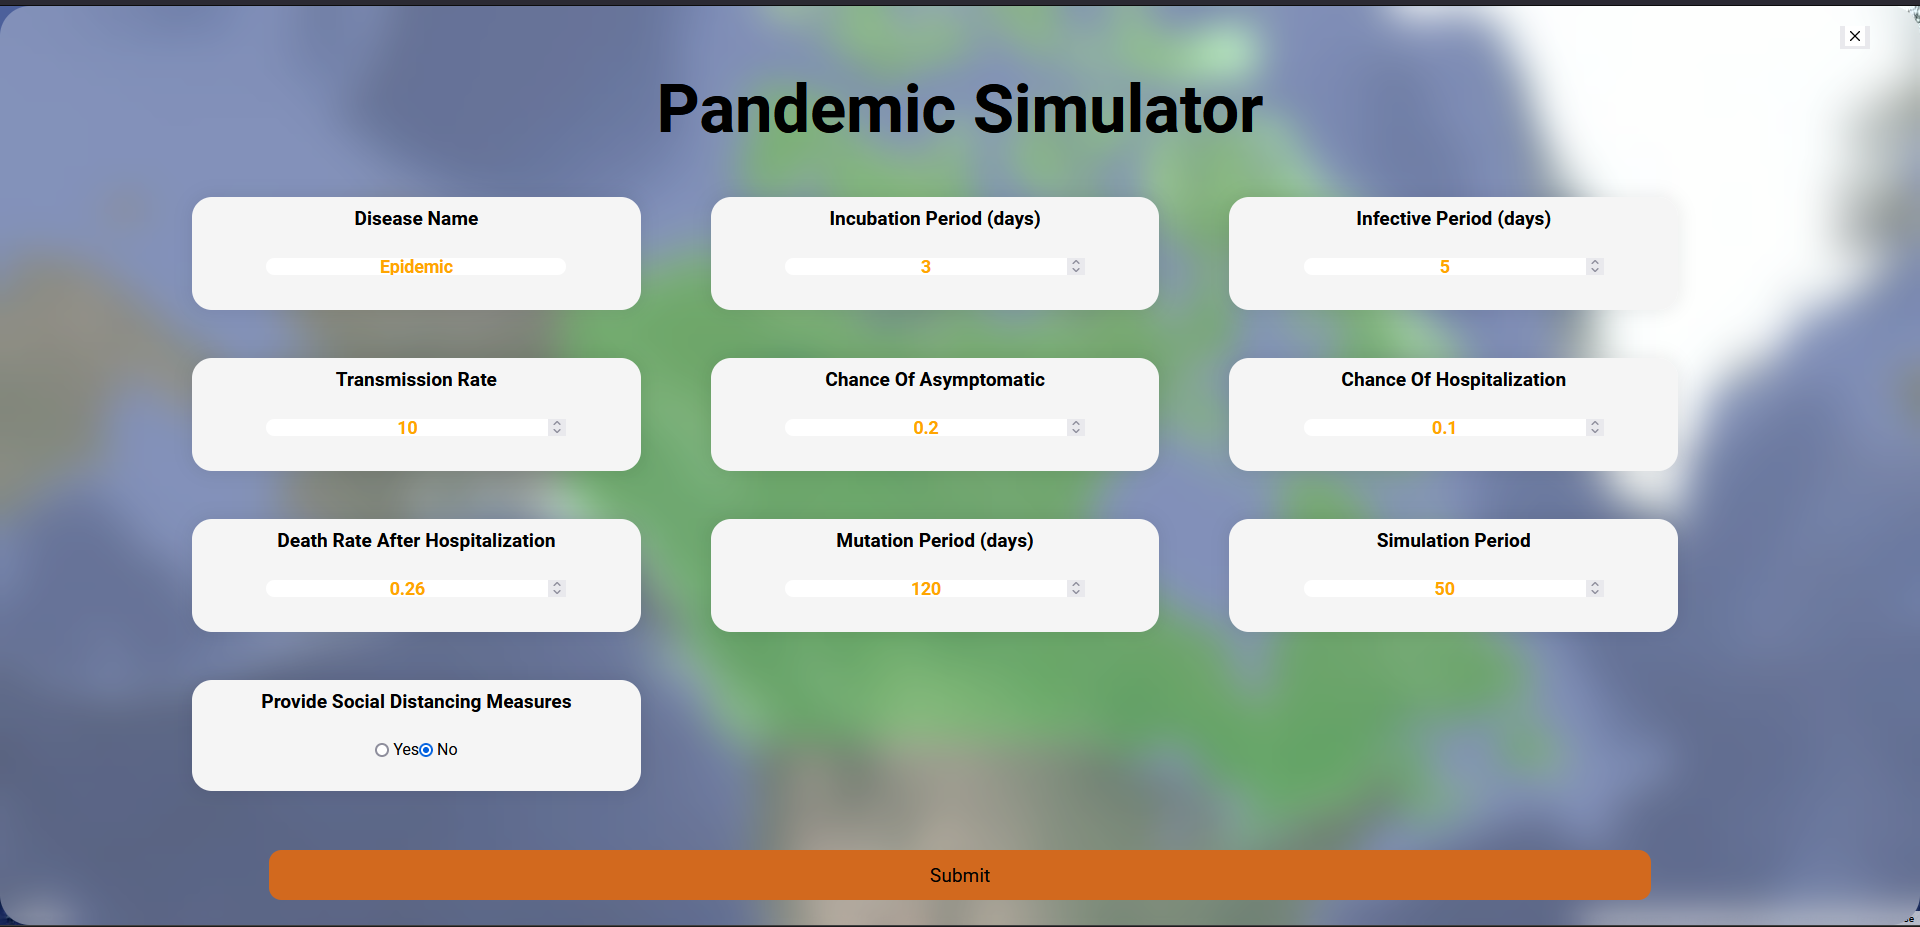 Pandemic Simulator
Disease Name
Epidemic
Incubation Period (days)
3
Infective Period (days)
5
Transmission Rate
10
Chance Of Asymptomatic
0.2
Chance Of Hospitalization
0.1
Death Rate After Hospitalization
0.26
Mutation Period (days)
120
Simulation Period
50
Provide Social Distancing Measures
Yes No
Submit